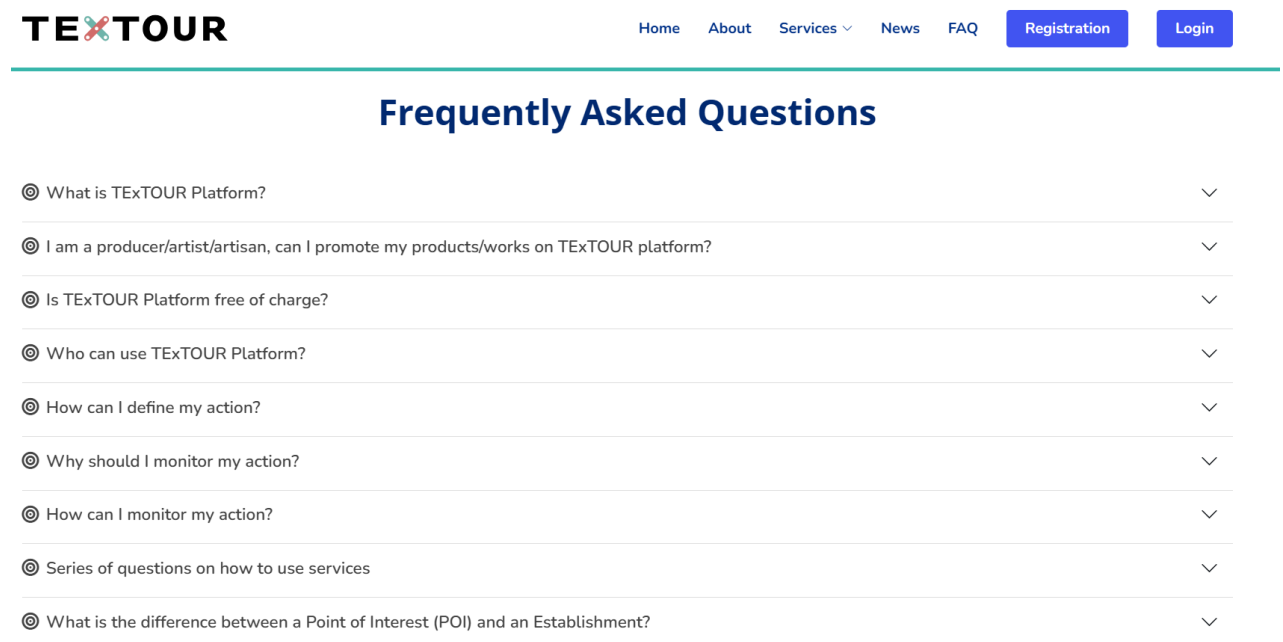 TExTOUR
Home About Services News FAQ Registration Login
Frequently Asked Questions
What is TExTOUR Platform?
I am a producer/artist/artisan, can I promote my products/works on TExTOUR platform?
Is TExTOUR Platform free of charge?
Who can use TExTOUR Platform?
How can I define my action?
Why should I monitor my action?
How can I monitor my action?
Series of questions on how to use services
What is the difference between a Point of Interest (POI) and an Establishment?